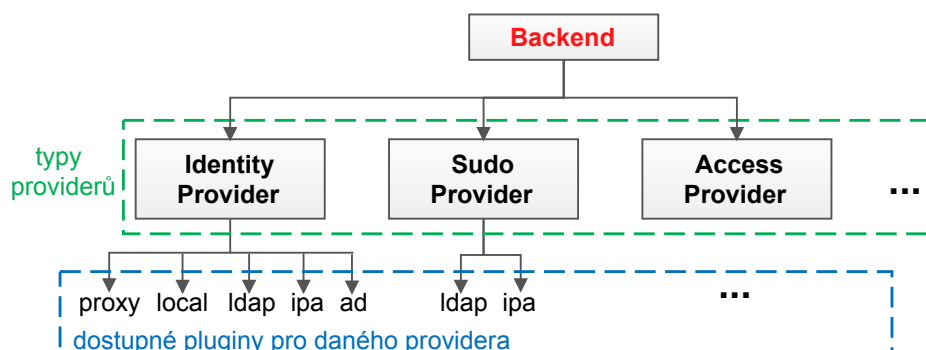 Backend
typy
providerů
Identity
Provider
Sudo
Provider
Access
Provider
...
proxy local ldap ipa ad
ldap ipa
...
dostupné pluginy pro daného providera